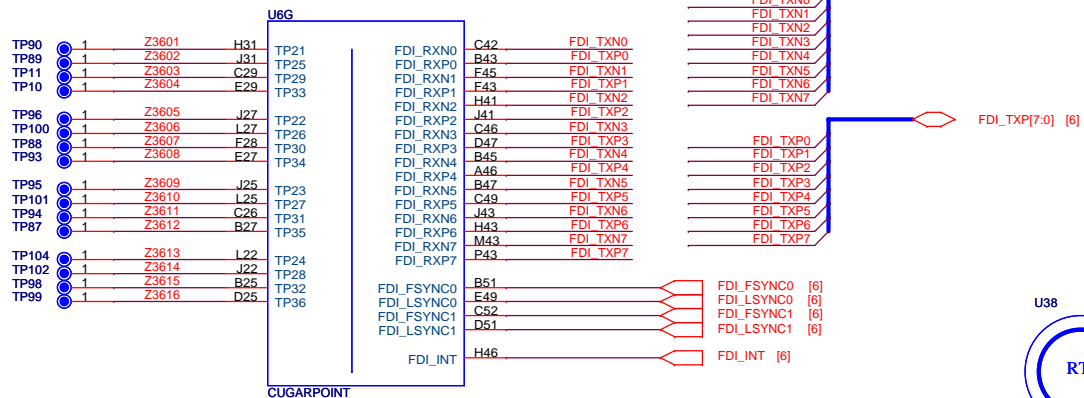 U6G
TP90 1 Z3601 H31 TP21
TP89 1 Z3602 J31 TP25
TP11 1 Z3603 C29 TP29
TP10 1 Z3604 E29 TP33
TP96 1 Z3605 J27 TP22
TP100 1 Z3606 L27 TP26
TP88 1 Z3607 F28 TP30
TP93 1 Z3608 E27 TP34
TP95 1 Z3609 J25 TP23
TP101 1 Z3610 L25 TP27
TP94 1 Z3611 C26 TP31
TP87 1 Z3612 B27 TP35
TP104 1 Z3613 L22 TP24
TP102 1 Z3614 J22 TP28
TP98 1 Z3615 B25 TP32
TP99 1 Z3616 D25 TP36
FDI_RXN0 C42 FDI_TXN0
FDI_RXP0 B43 FDI_TXP0
FDI_RXN1 F45 FDI_TXN1
FDI_RXP1 F43 FDI_TXP1
FDI_RXN2 H41 FDI_TXN2
FDI_RXP2 J41 FDI_TXP2
FDI_RXN3 C46 FDI_TXN3
FDI_RXP3 D47 FDI_TXP3
FDI_RXN4 B45 FDI_TXN4
FDI_RXP4 A46 FDI_TXP4
FDI_RXN5 B47 FDI_TXN5
FDI_RXP5 C49 FDI_TXP5
FDI_RXN6 J43 FDI_TXN6
FDI_RXP6 H43 FDI_TXP6
FDI_RXN7 M43 FDI_TXN7
FDI_RXP7 P43 FDI_TXP7
FDI_FSYNC0 B51 FDI_FSYNC0 [6]
FDI_LSYNC0 E49 FDI_LSYNC0 [6]
FDI_FSYNC1 C52 FDI_FSYNC1 [6]
FDI_LSYNC1 D51 FDI_LSYNC1 [6]
FDI_INT H46 FDI_INT [6]
CUGARPOINT
FDI_TXN0
FDI_TXN1
FDI_TXN2
FDI_TXN3
FDI_TXN4
FDI_TXN5
FDI_TXN6
FDI_TXN7
FDI_TXP[7:0] [6]
FDI_TXP0
FDI_TXP1
FDI_TXP2
FDI_TXP3
FDI_TXP4
FDI_TXP5
FDI_TXP6
FDI_TXP7
U38